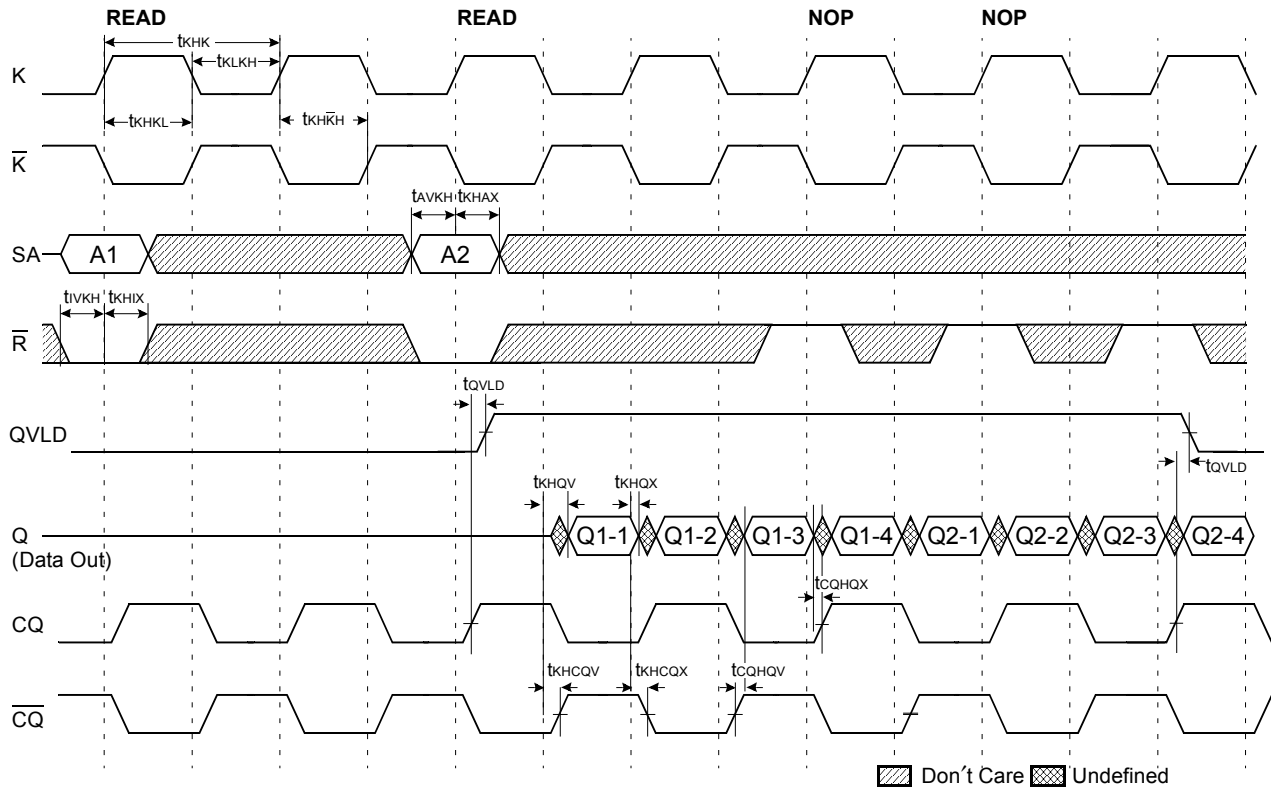 READ READ NOP NOP
tKHK
K tKLKH
tKHKL tKHK̅H
K̅
tAVKH tKHAX
SA A1 A2
tIVKH tKHIX
R̅
tQVLD
QVLD
tQVLD
tKHQV tKHQX
Q Q1-1 Q1-2 Q1-3 Q1-4 Q2-1 Q2-2 Q2-3 Q2-4
(Data Out)
tCQHQX
CQ
tKHCQV tKHCQX tCQHQV
C̅Q̅
Don′t Care Undefined